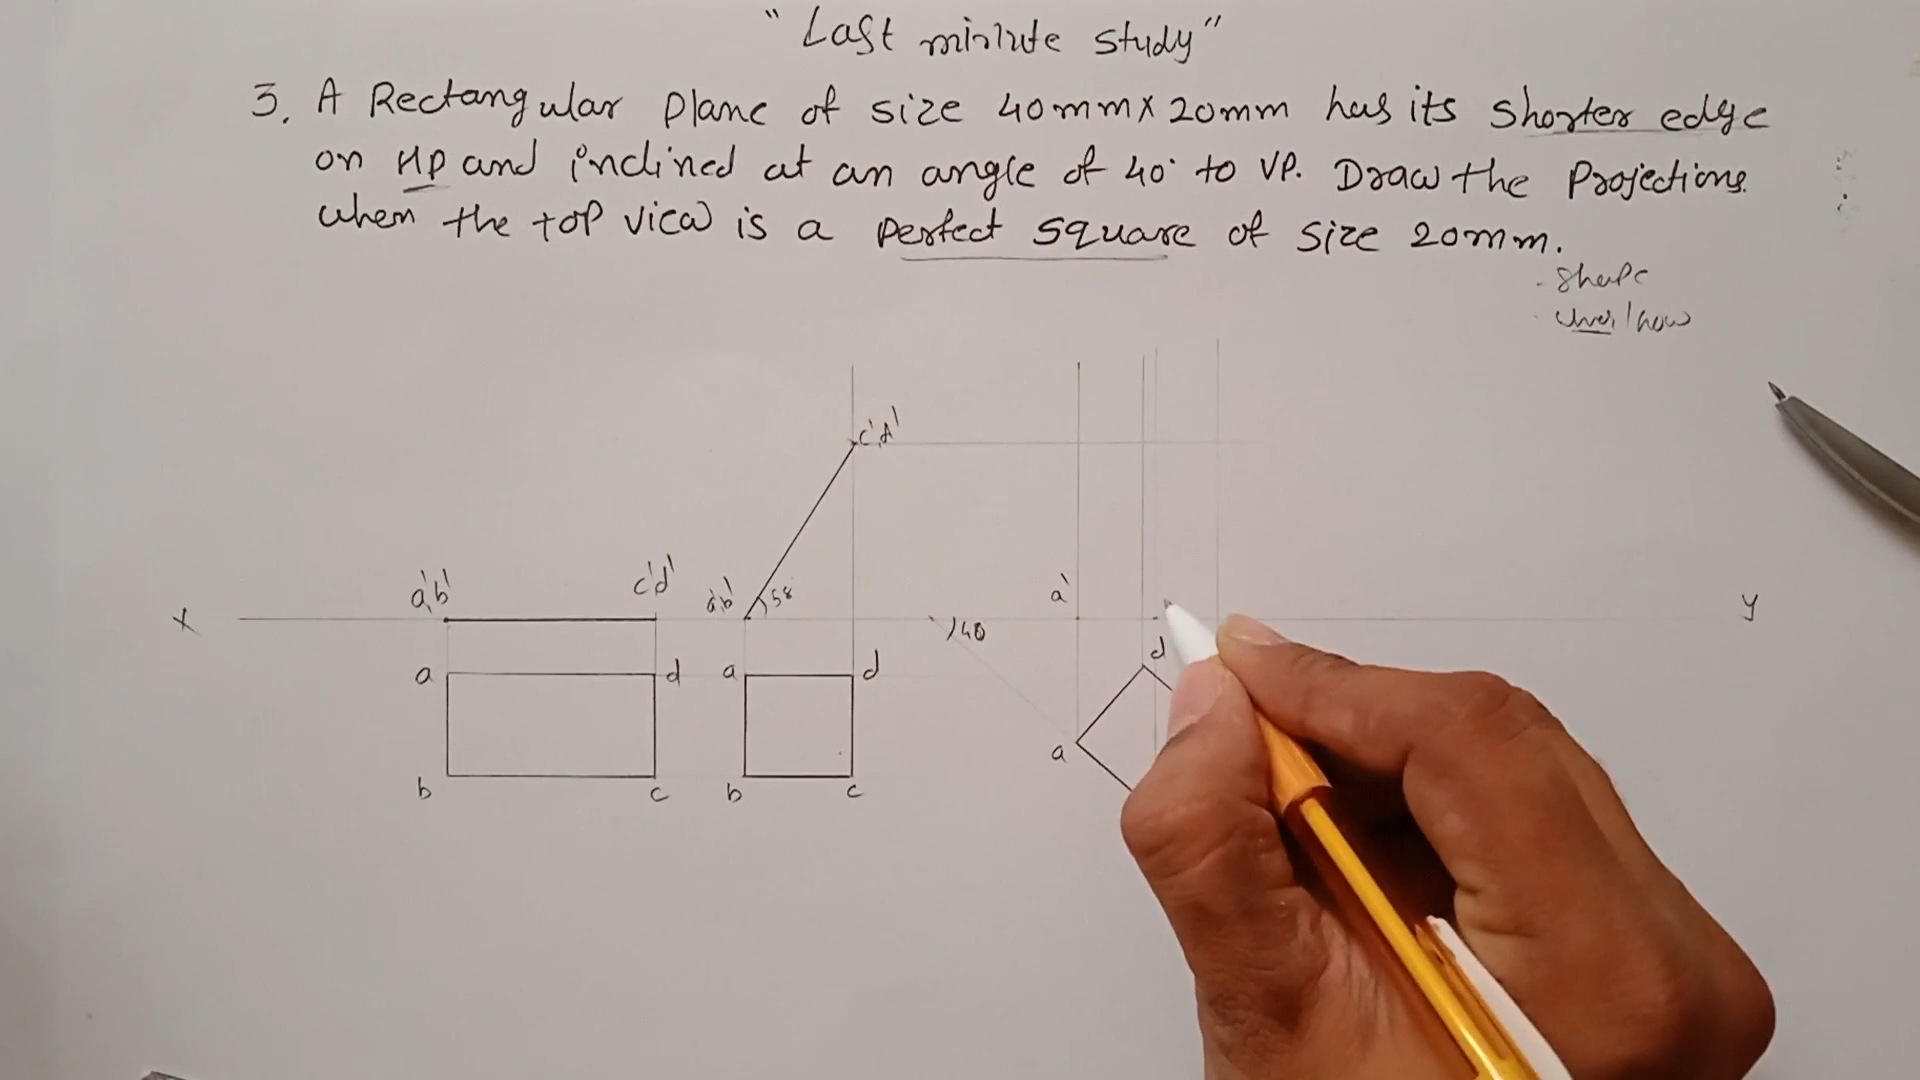 "Last minute study"
3. A Rectangular plane of size 40mm x 20mm has its shorter edge
on HP and inclined at an angle of 40° to VP. Draw the Projections
when the top view is a perfect square of size 20mm.
- shape
c'd'
a'b'
c'd'
a'b'
58
a'
X
Y
40
a
d
a
d
d
a
b
c
b
c